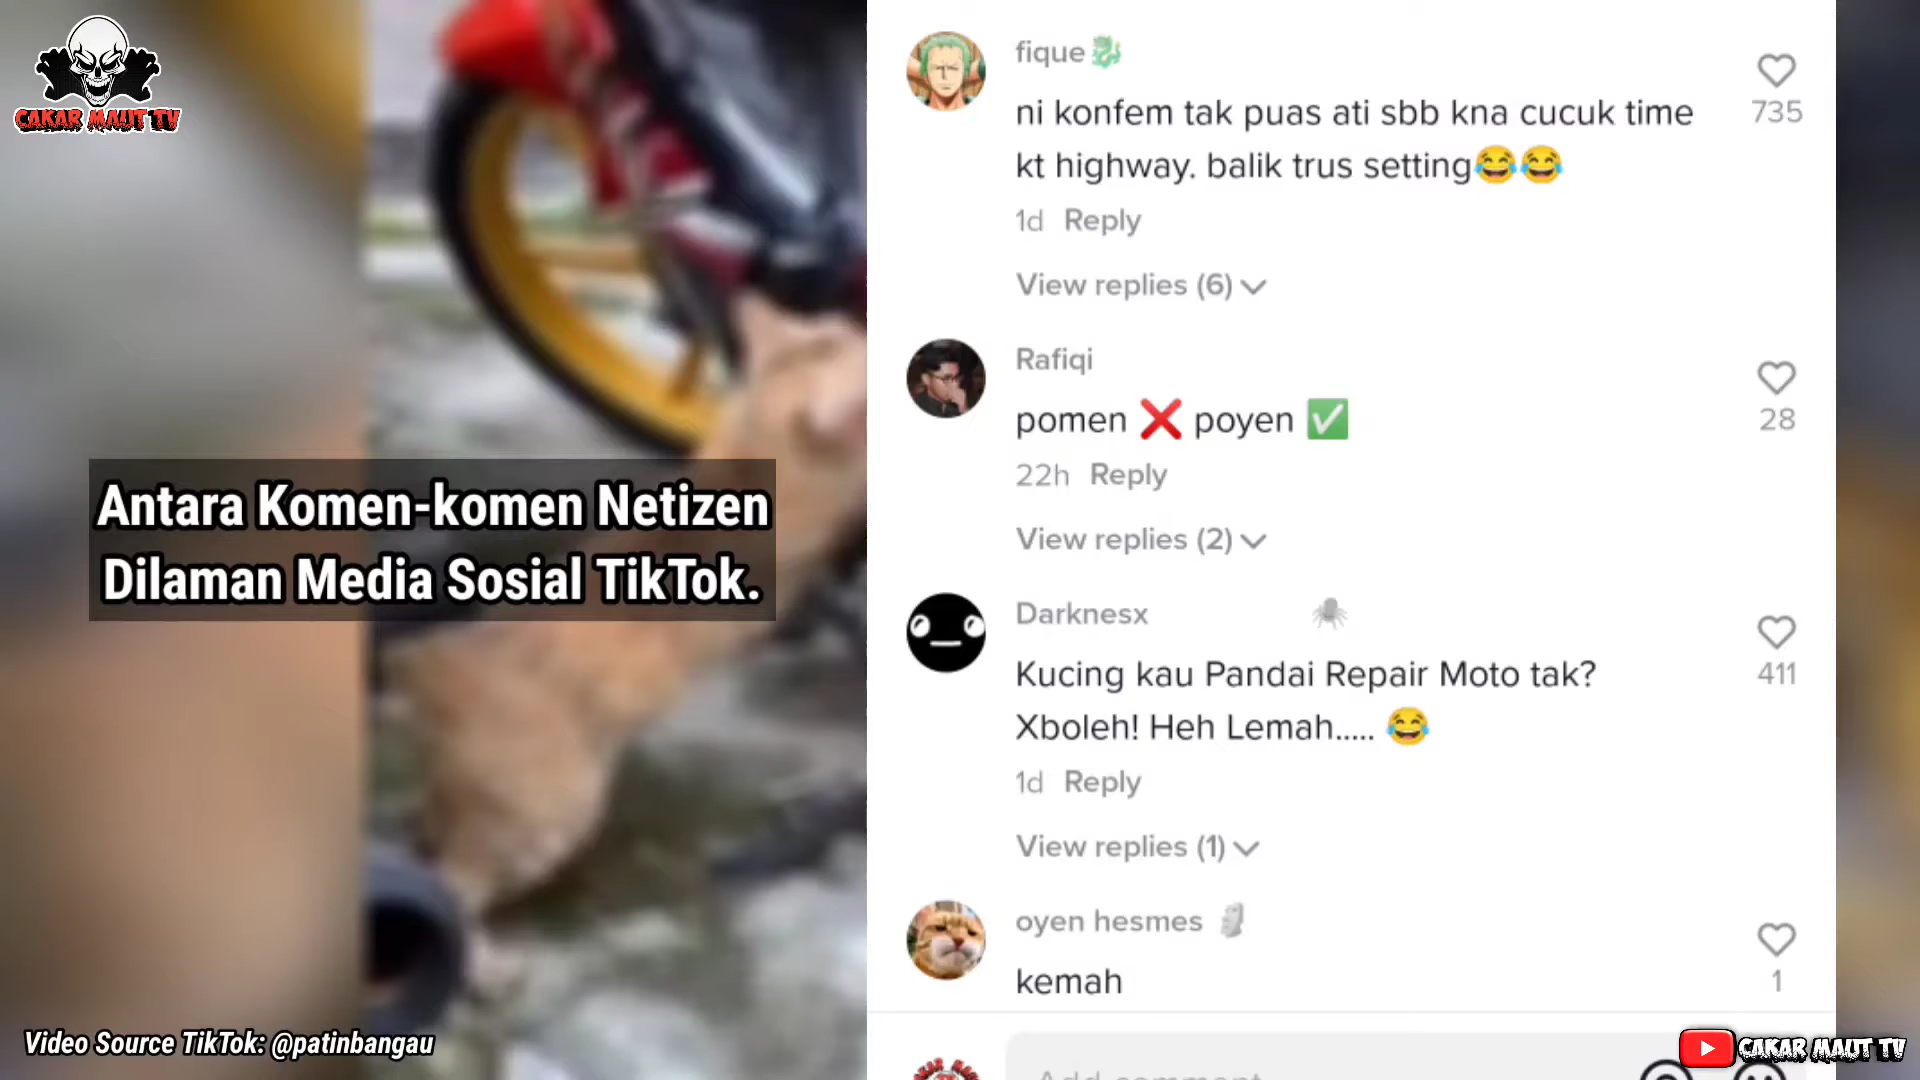 CAKAR MAUT TV
Antara Komen-komen Netizen
Dilaman Media Sosial TikTok.
Video Source TikTok: @patinbangau
fique🐉
ni konfem tak puas ati sbb kna cucuk time
kt highway. balik trus setting😂😂
735
1d Reply
View replies (6)
Rafiqi
pomen ❌ poyen ✅
28
22h Reply
View replies (2)
Darknesx 🕷
Kucing kau Pandai Repair Moto tak?
Xboleh! Heh Lemah..... 😂
411
1d Reply
View replies (1)
oyen hesmes 🗿
kemah
1
Add comment
CAKAR MAUT TV